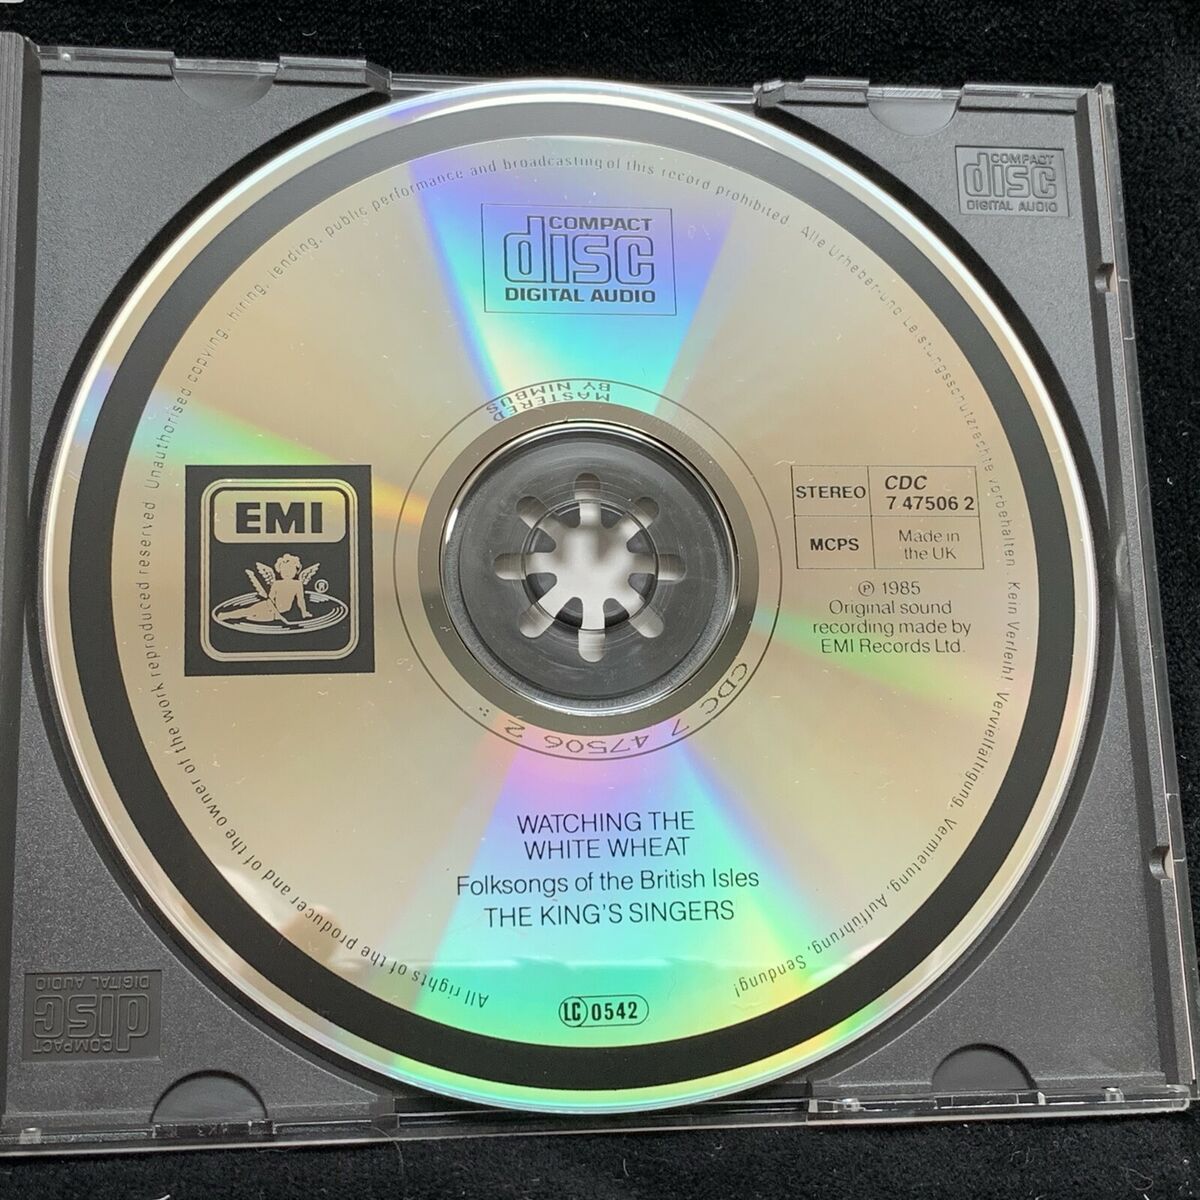 COMPACT
disc
DIGITAL AUDIO
COMPACT
disc
DIGITAL AUDIO
All rights of the producer and of the owner of the work reproduced reserved Unauthorised copying, hiring, lending, public performance and broadcasting of this record prohibited. Alle Urheber-und Leistungsschutzrechte vorbehalten. Kein Verleih! Vervielfältigung, Vermietung, Aufführung, Sendung!
MASTERED
BY NIMBUS
EMI
®
STEREO
CDC
7 47506 2
MCPS
Made in
the UK
℗ 1985
Original sound
recording made by
EMI Records Ltd.
CDC 7 47506 2 ::
WATCHING THE
WHITE WHEAT
Folksongs of the British Isles
THE KING'S SINGERS
LC 0542
COMPACT
disc
DIGITAL AUDIO